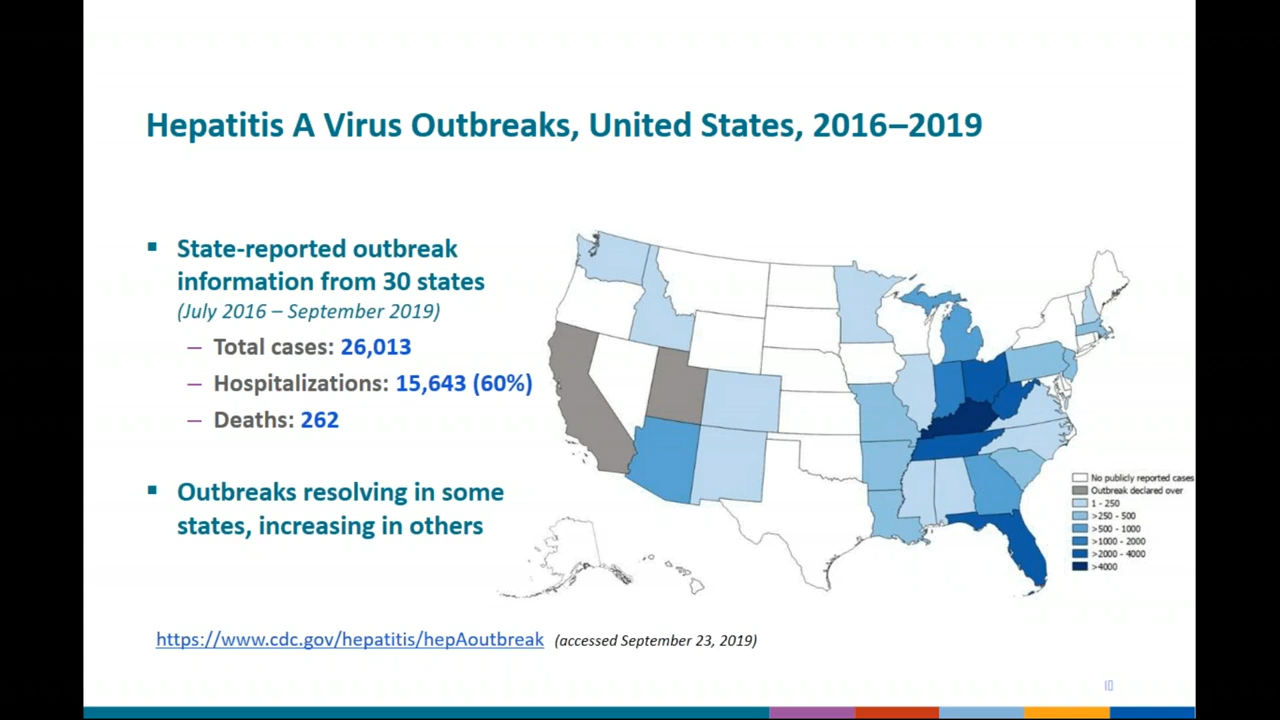 Hepatitis A Virus Outbreaks, United States, 2016–2019
▪ State-reported outbreak
information from 30 states
(July 2016 – September 2019)
– Total cases: 26,013
– Hospitalizations: 15,643 (60%)
– Deaths: 262
▪ Outbreaks resolving in some
states, increasing in others
No publicly reported cases
Outbreak declared over
1 - 250
>250 - 500
>500 - 1000
>1000 - 2000
>2000 - 4000
>4000
https://www.cdc.gov/hepatitis/hepAoutbreak (accessed September 23, 2019)
10